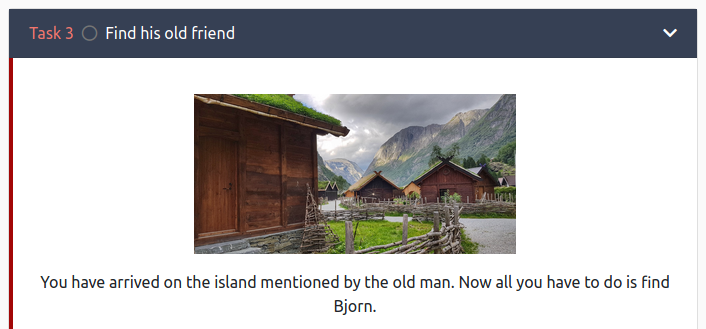 Task 3 Find his old friend
You have arrived on the island mentioned by the old man. Now all you have to do is find
Bjorn.